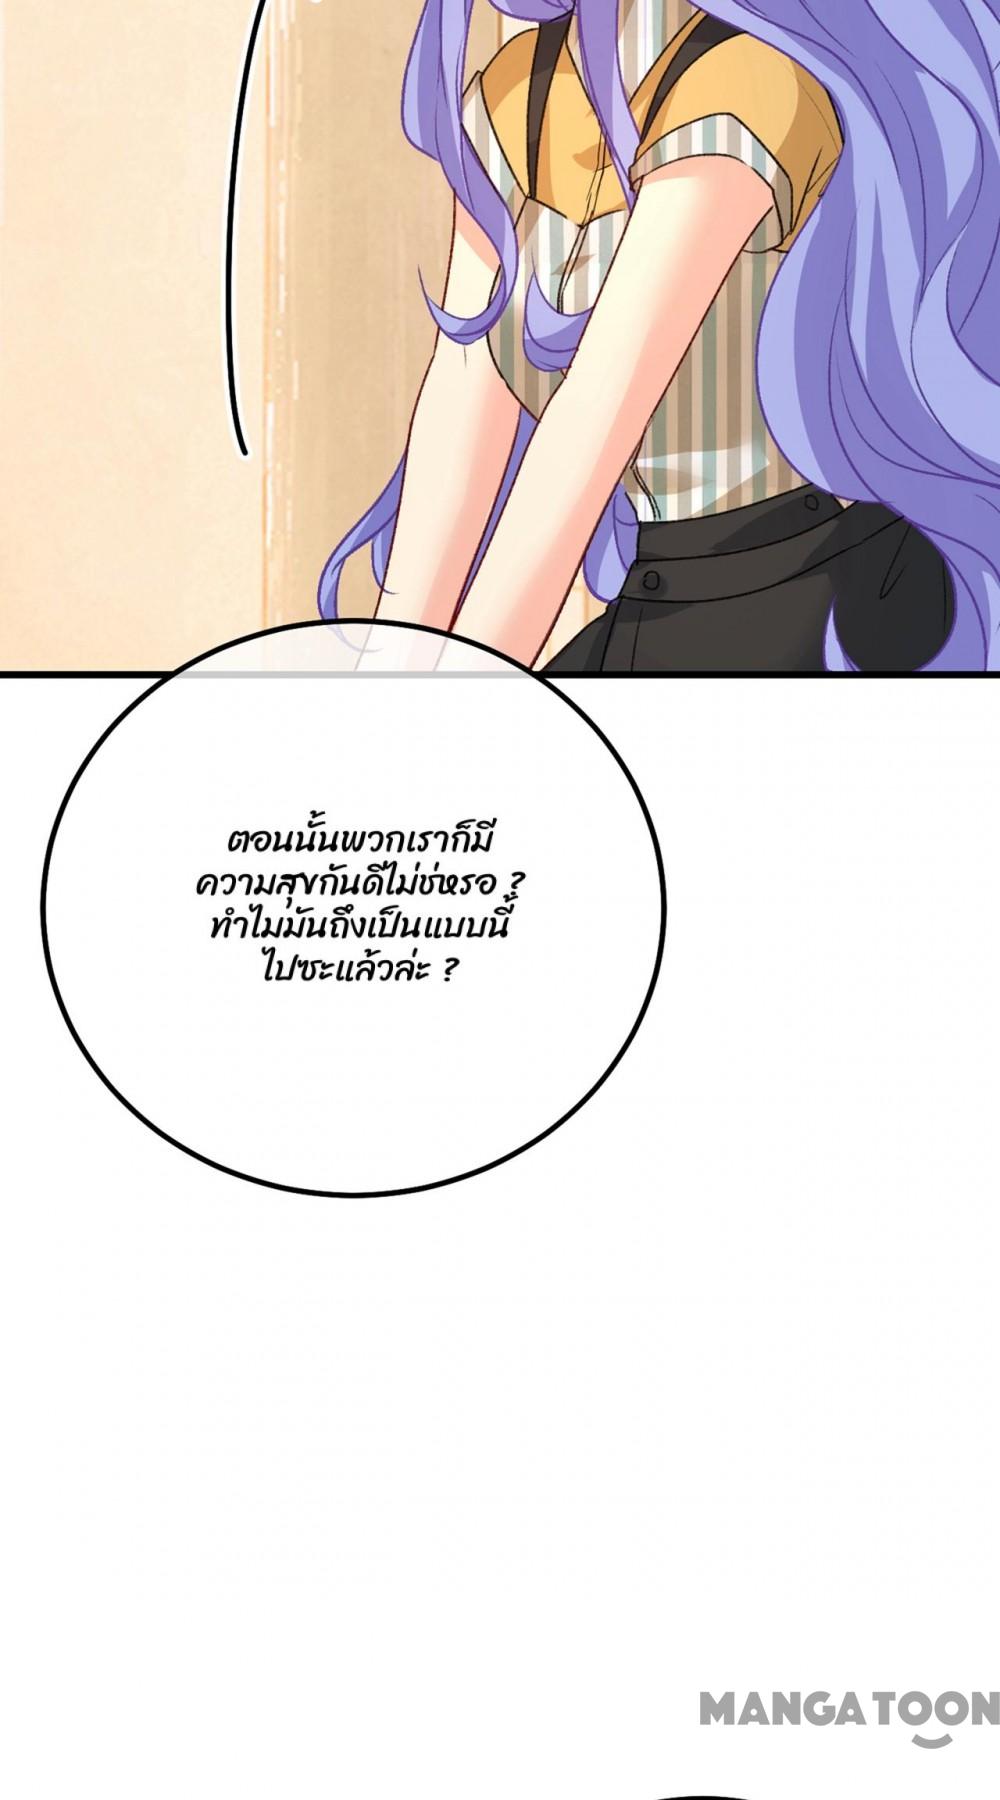 ตอนนั้นพวกเราก็มี
ความสุขกันดีไม่ช่หรอ ?
ทำไมมันถึงเป็นแบบนี้
ไปซะแล้วล่ะ ?
MANGATOON